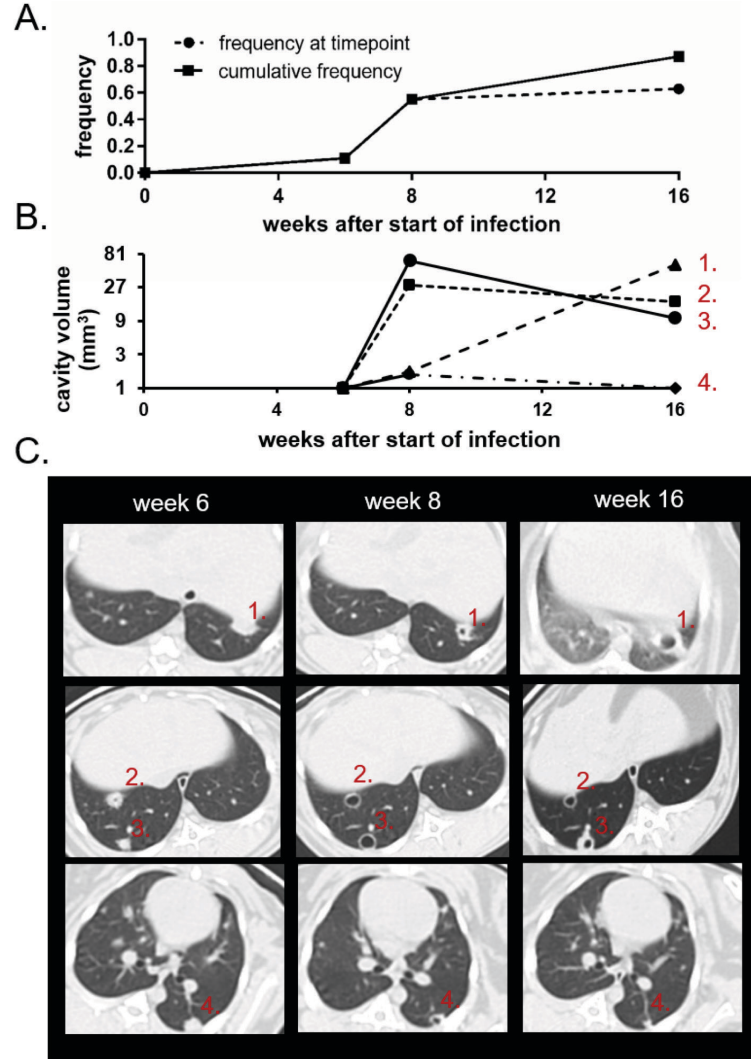 A.
frequency
1.0
0.8
0.6
0.4
0.2
0.0
frequency at timepoint
cumulative frequency
0 4 8 12 16
weeks after start of infection
B.
cavity volume
(mm³)
81
27
9
3
1
1.
2.
3.
4.
0 4 8 12 16
weeks after start of infection
C.
week 6 week 8 week 16
1. 1. 1.
2. 2. 2.
3. 3. 3.
4. 4. 4.